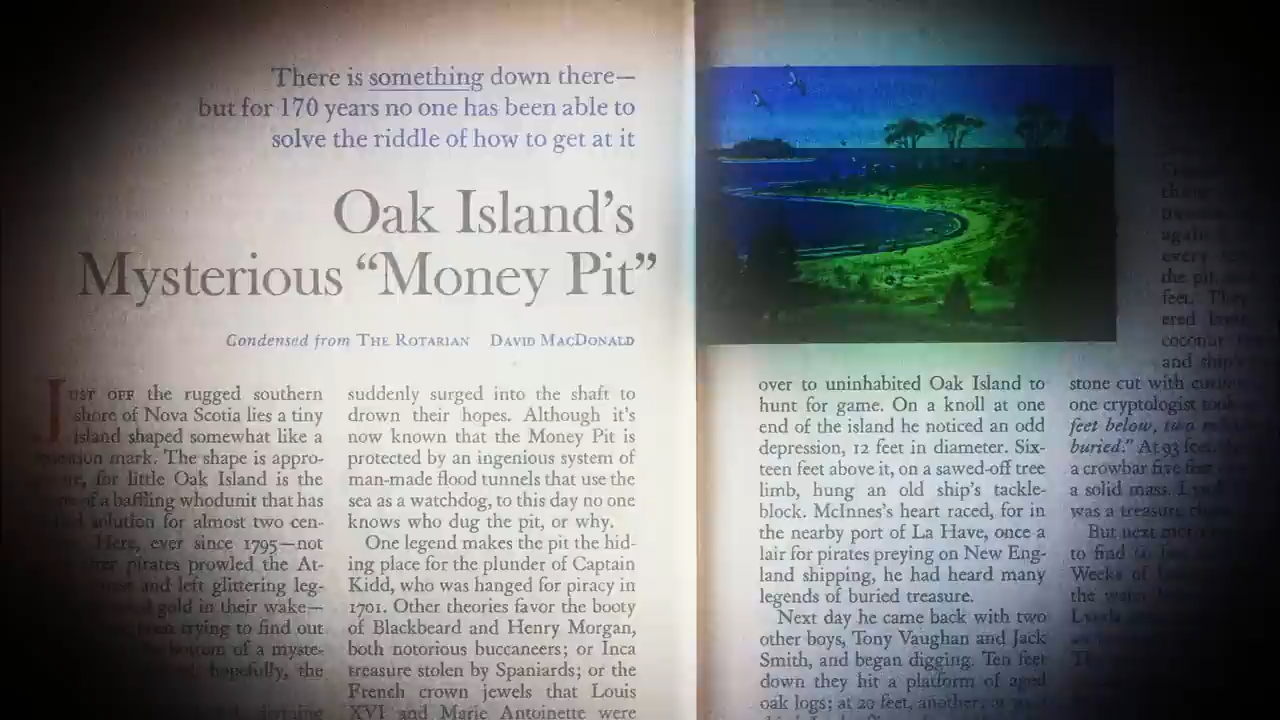 There is something down there—
but for 170 years no one has been able to
solve the riddle of how to get at it
Oak Island's
Mysterious “Money Pit”
Condensed from THE ROTARIAN DAVID MACDONALD
JUST OFF the rugged southern
shore of Nova Scotia lies a tiny
island shaped somewhat like a
question mark. The shape is appro-
for little Oak Island is the
of a baffling whodunit that has
solution for almost two cen-
Here, ever since 1795—not
pirates prowled the At-
and left glittering leg-
gold in their wake—
trying to find out
bottom of a myste-
hopefully, the
suddenly surged into the shaft to
drown their hopes. Although it's
now known that the Money Pit is
protected by an ingenious system of
man-made flood tunnels that use the
sea as a watchdog, to this day no one
knows who dug the pit, or why.
One legend makes the pit the hid-
ing place for the plunder of Captain
Kidd, who was hanged for piracy in
1701. Other theories favor the booty
of Blackbeard and Henry Morgan,
both notorious buccaneers; or Inca
treasure stolen by Spaniards; or the
French crown jewels that Louis
XVI and Marie Antoinette were
over to uninhabited Oak Island to
hunt for game. On a knoll at one
end of the island he noticed an odd
depression, 12 feet in diameter. Six-
teen feet above it, on a sawed-off tree
limb, hung an old ship's tackle-
block. McInnes's heart raced, for in
the nearby port of La Have, once a
lair for pirates preying on New Eng-
land shipping, he had heard many
legends of buried treasure.
Next day he came back with two
other boys, Tony Vaughan and Jack
Smith, and began digging. Ten feet
down they hit a platform of aged
oak logs; at 20 feet, another;
again
every
the pit,
feet. They
ered
coconut
and ship's
stone cut with
one cryptologist
feet below, two
buried.” At 93 feet
a crowbar five feet
a solid mass.
was a treasure
But next
to find
Weeks of
the water